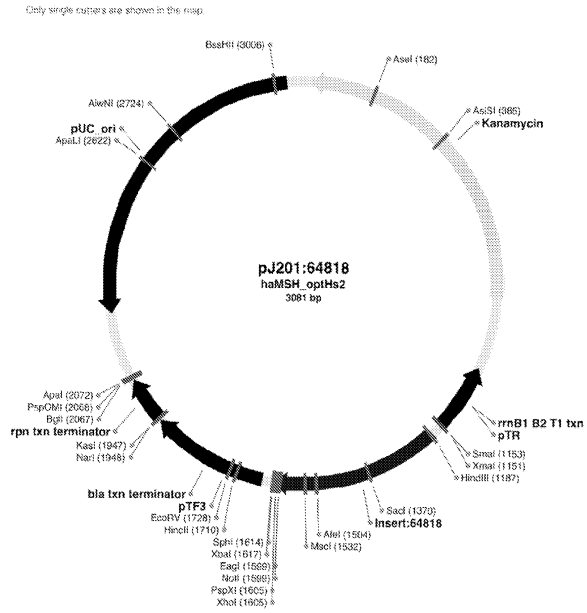 Only single cutters are shown in the map.
BssHII (3006)
AseI (182)
AlwNI (2724)
AsiSI (385)
Kanamycin
pUC_ori
ApaLI (2622)
pJ201:64818
haMSH_optHs2
3081 bp
ApaI (2072)
PspOMI (2068)
BglI (2067)
rpn txn terminator
KasI (1947)
NarI (1948)
rrnB1 B2 T1 txn
pTR
SmaI (1153)
XmaI (1151)
HindIII (1187)
bla txn terminator
pTF3
EcoRV (1728)
HincII (1710)
SacI (1370)
Insert:64818
SphI (1614)
XbaI (1617)
AfeI (1504)
MscI (1532)
EagI (1599)
NotI (1599)
PspXI (1605)
XhoI (1605)